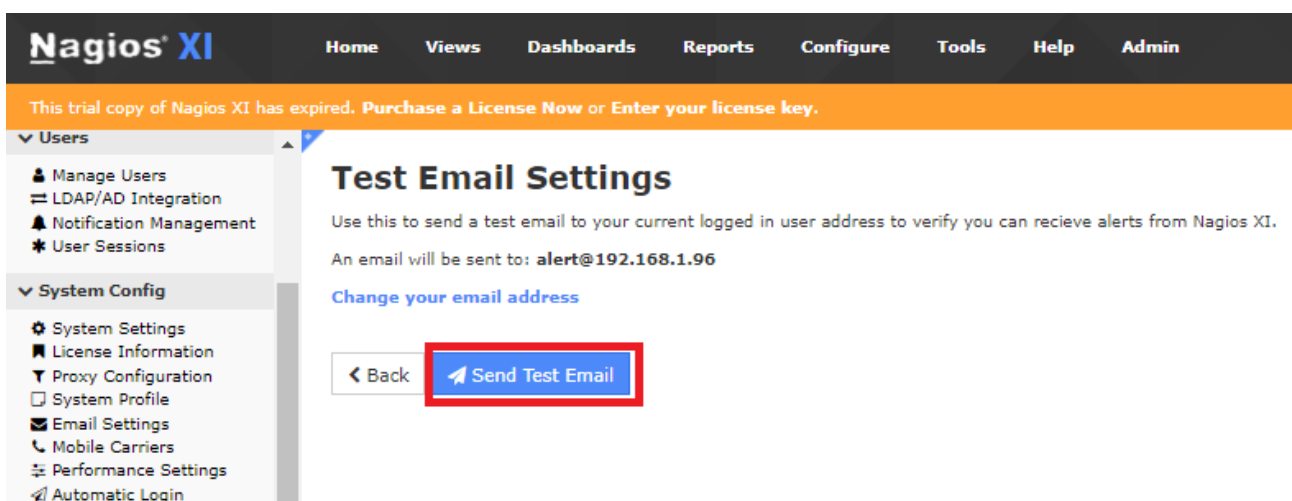 Nagios® XI Home Views Dashboards Reports Configure Tools Help Admin
This trial copy of Nagios XI has expired. Purchase a License Now or Enter your license key.
Users
Manage Users
LDAP/AD Integration
Notification Management
User Sessions
System Config
System Settings
License Information
Proxy Configuration
System Profile
Email Settings
Mobile Carriers
Performance Settings
Automatic Login
Test Email Settings
Use this to send a test email to your current logged in user address to verify you can recieve alerts from Nagios XI.
An email will be sent to: alert@192.168.1.96
Change your email address
Back Send Test Email